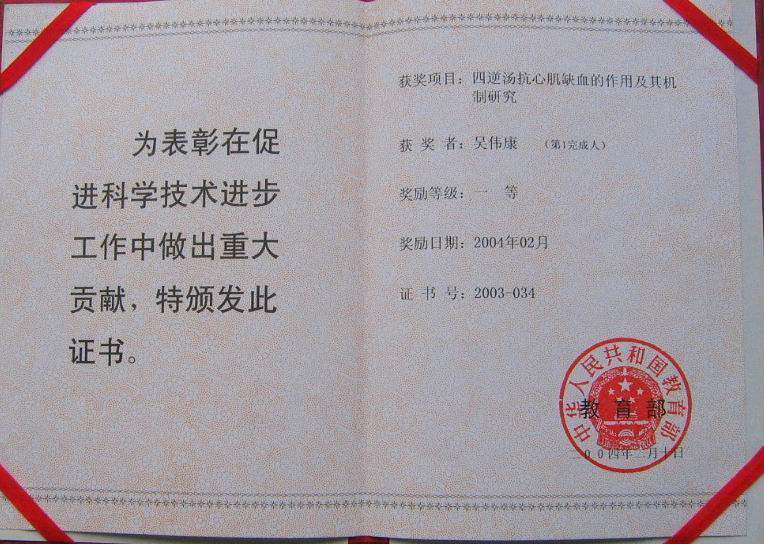 为表彰在促
进科学技术进步
工作中做出重大
贡献，特颁发此
证书。
获奖项目：四逆汤抗心肌缺血的作用及其机
制研究
获 奖 者：吴伟康 （第1完成人）
奖励等级：一 等
奖励日期：2004年02月
证 书 号：2003-034
中华人民共和国教育部
教 育 部
二〇〇四年二月十日